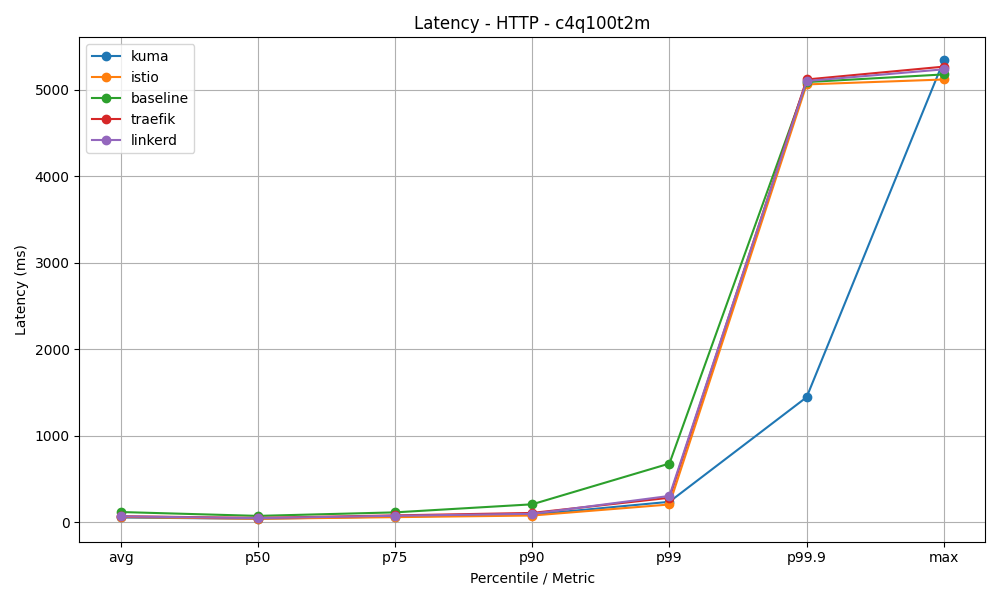 Latency - HTTP - c4q100t2m
kuma
istio
baseline
traefik
linkerd
Latency (ms)
5000
4000
3000
2000
1000
0
avg p50 p75 p90 p99 p99.9 max
Percentile / Metric